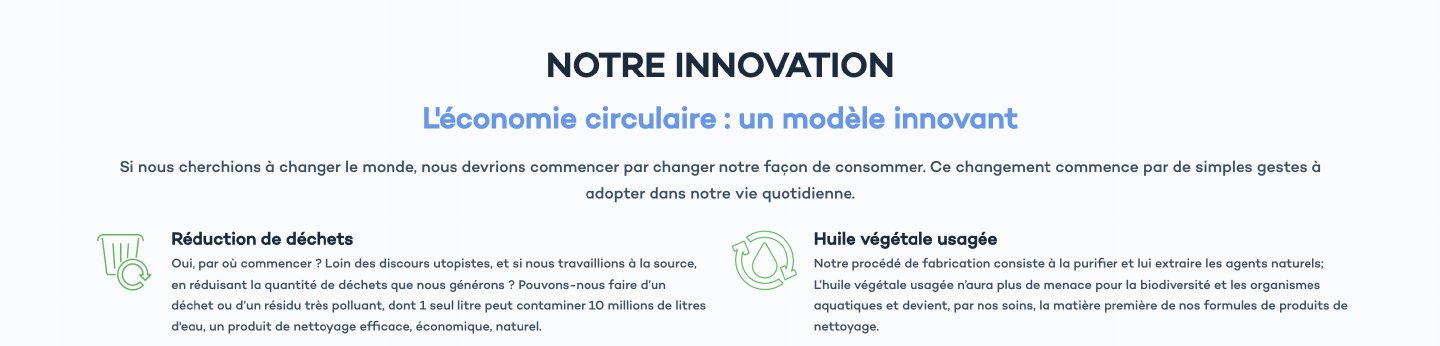 NOTRE INNOVATION
L'économie circulaire : un modèle innovant
Si nous cherchions à changer le monde, nous devrions commencer par changer notre façon de consommer. Ce changement commence par de simples gestes à
adopter dans notre vie quotidienne.
Réduction de déchets
Oui, par où commencer ? Loin des discours utopistes, et si nous travaillions à la source,
en réduisant la quantité de déchets que nous générons ? Pouvons-nous faire d'un
déchet ou d'un résidu très polluant, dont 1 seul litre peut contaminer 10 millions de litres
d'eau, un produit de nettoyage efficace, économique, naturel.
Huile végétale usagée
Notre procédé de fabrication consiste à la purifier et lui extraire les agents naturels;
L'huile végétale usagée n'aura plus de menace pour la biodiversité et les organismes
aquatiques et devient, par nos soins, la matière première de nos formules de produits de
nettoyage.